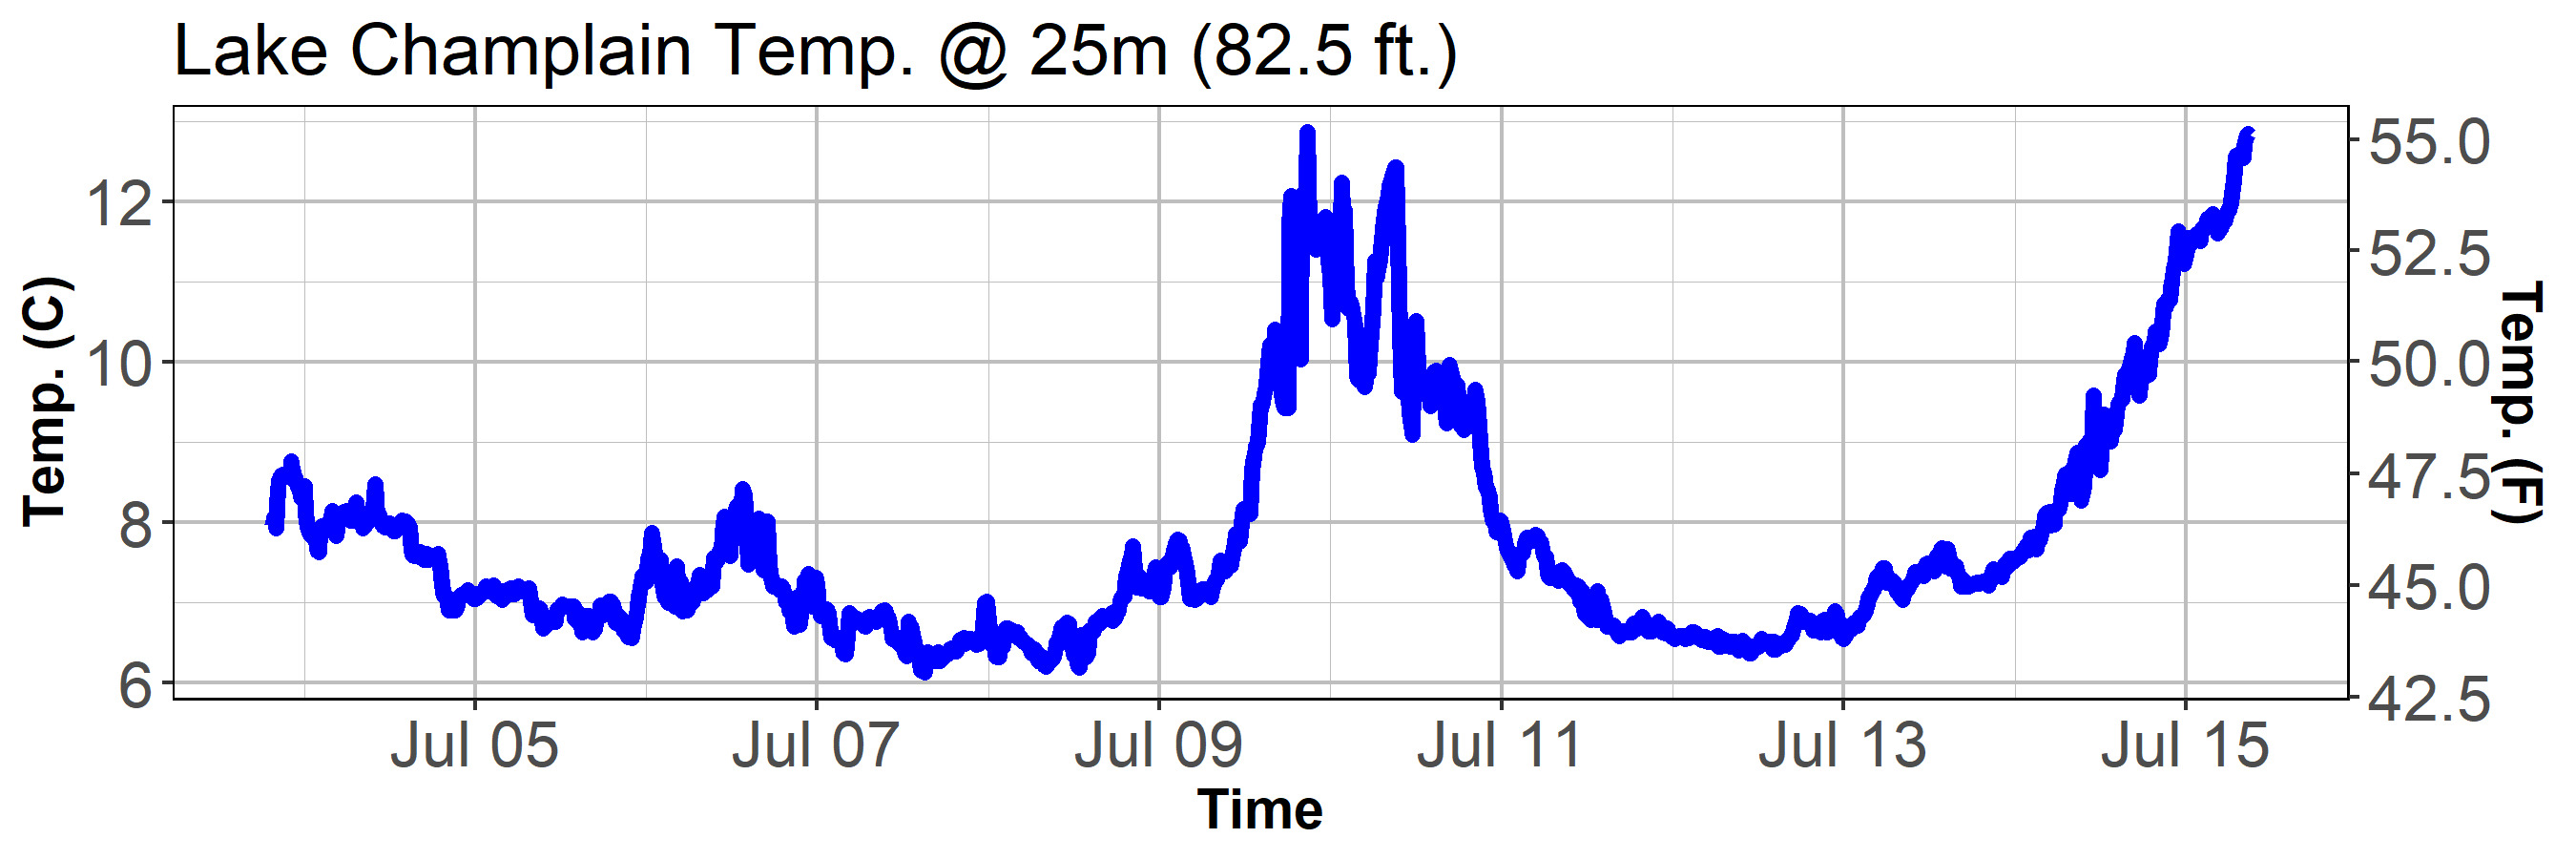 Lake Champlain Temp. @ 25m (82.5 ft.)
Temp. (C)
12
10
8
6
55.0
52.5
50.0
47.5
45.0
42.5
Temp. (F)
Jul 05 Jul 07 Jul 09 Jul 11 Jul 13 Jul 15
Time